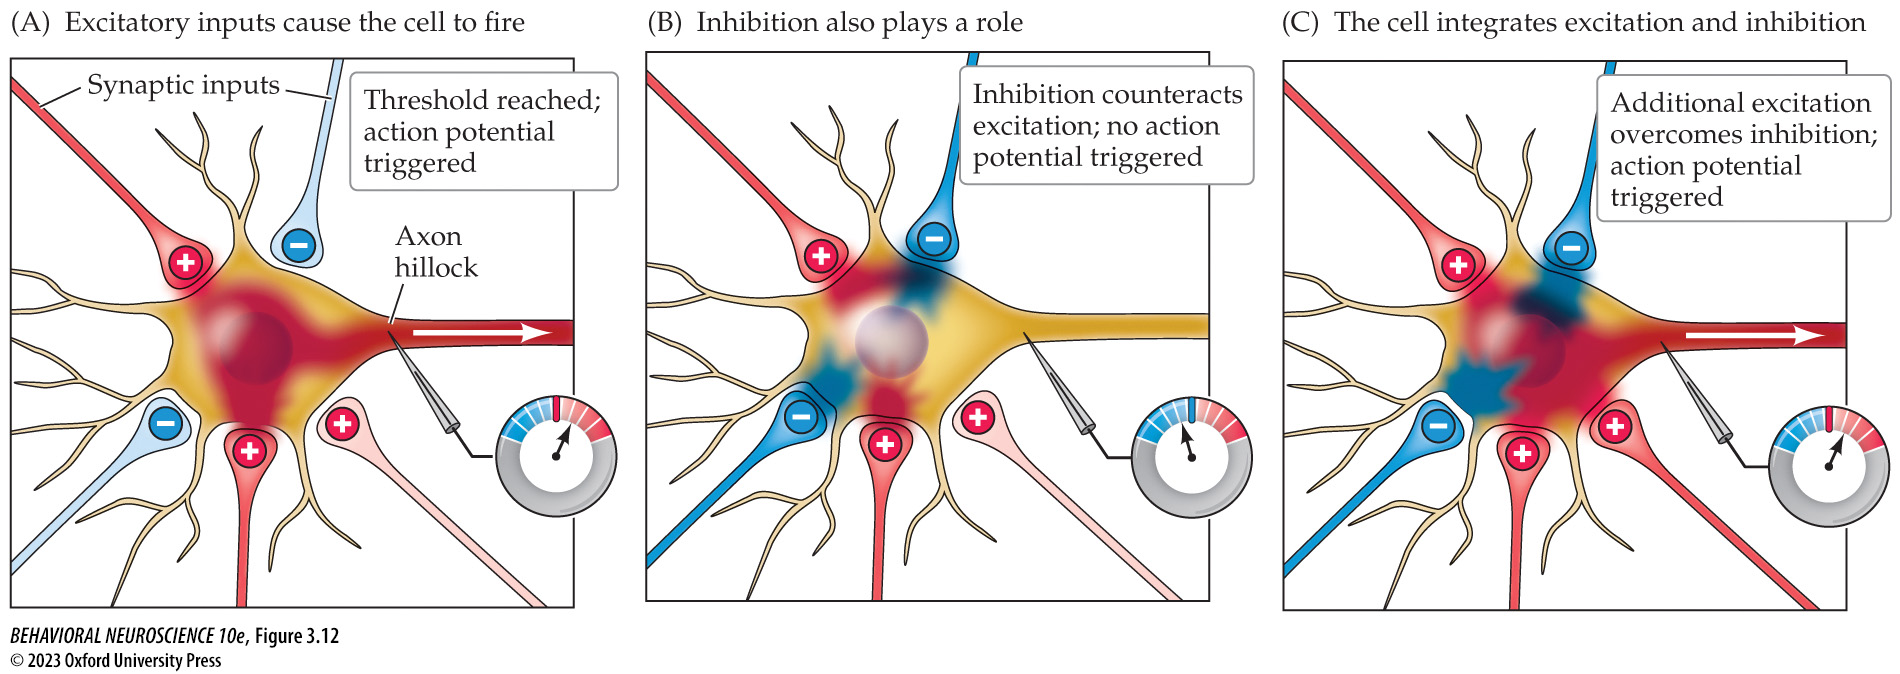 (A) Excitatory inputs cause the cell to fire
Synaptic inputs
Threshold reached;
action potential
triggered
Axon
hillock
+
−
−
+
+
(B) Inhibition also plays a role
Inhibition counteracts
excitation; no action
potential triggered
+
−
−
+
+
(C) The cell integrates excitation and inhibition
Additional excitation
overcomes inhibition;
action potential
triggered
+
−
−
+
+
BEHAVIORAL NEUROSCIENCE 10e, Figure 3.12
© 2023 Oxford University Press